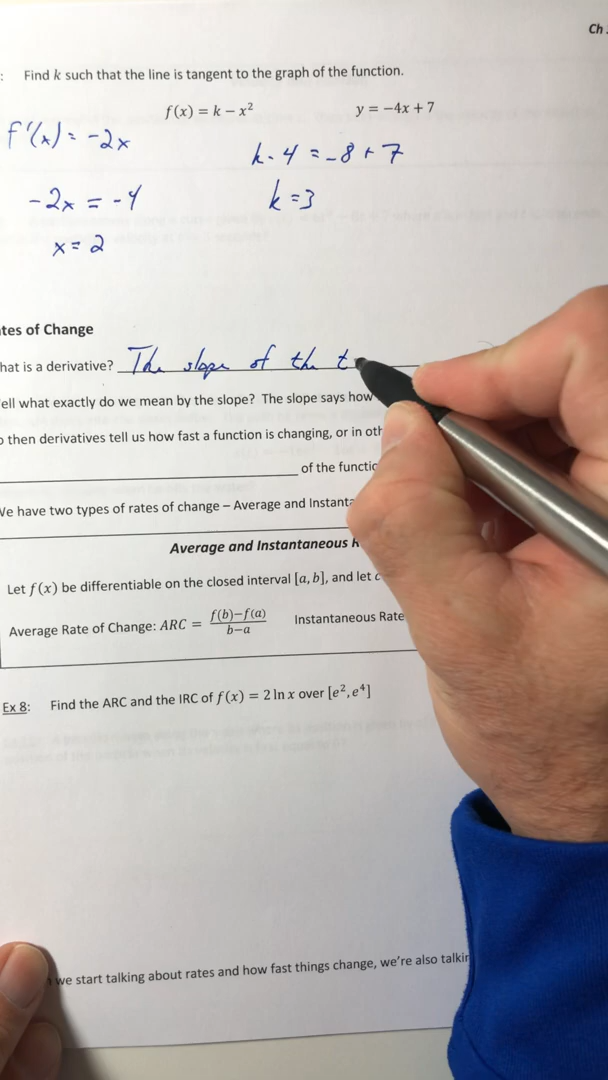 Ch
: Find k such that the line is tangent to the graph of the function.
f(x) = k − x² y = −4x + 7
f'(x) = -2x
k - 4 = -8 + 7
-2x = -4
k = 3
x = 2
tes of Change
hat is a derivative? The slope of the t
ell what exactly do we mean by the slope? The slope says how
then derivatives tell us how fast a function is changing, or in ot
of the functio
We have two types of rates of change – Average and Instant
Average and Instantaneous R
Let f(x) be differentiable on the closed interval [a, b], and let c
Average Rate of Change: ARC = f(b)−f(a) / b−a Instantaneous Rate
Ex 8: Find the ARC and the IRC of f(x) = 2 ln x over [e², e⁴]
we start talking about rates and how fast things change, we're also talkin